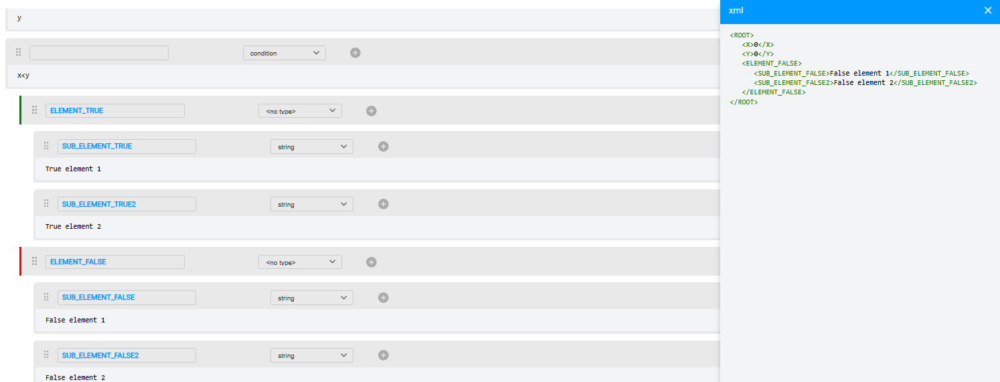 y
condition
x<y
ELEMENT_TRUE
<no type>
SUB_ELEMENT_TRUE
string
True element 1
SUB_ELEMENT_TRUE2
string
True element 2
ELEMENT_FALSE
<no type>
SUB_ELEMENT_FALSE
string
False element 1
SUB_ELEMENT_FALSE2
string
False element 2
xml
<ROOT>
<X>0</X>
<Y>0</Y>
<ELEMENT_FALSE>
<SUB_ELEMENT_FALSE>False element 1</SUB_ELEMENT_FALSE>
<SUB_ELEMENT_FALSE2>False element 2</SUB_ELEMENT_FALSE2>
</ELEMENT_FALSE>
</ROOT>